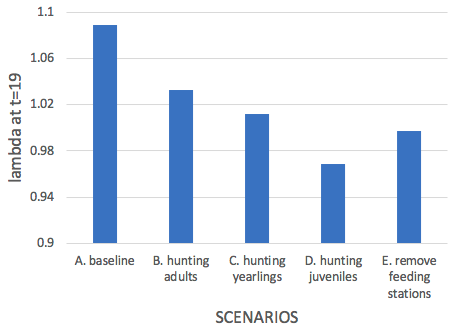 1.1
1.06
1.02
0.98
0.94
0.9
lambda at t=19
A. baseline
B. hunting
adults
C. hunting
yearlings
D. hunting
juveniles
E. remove
feeding
stations
SCENARIOS